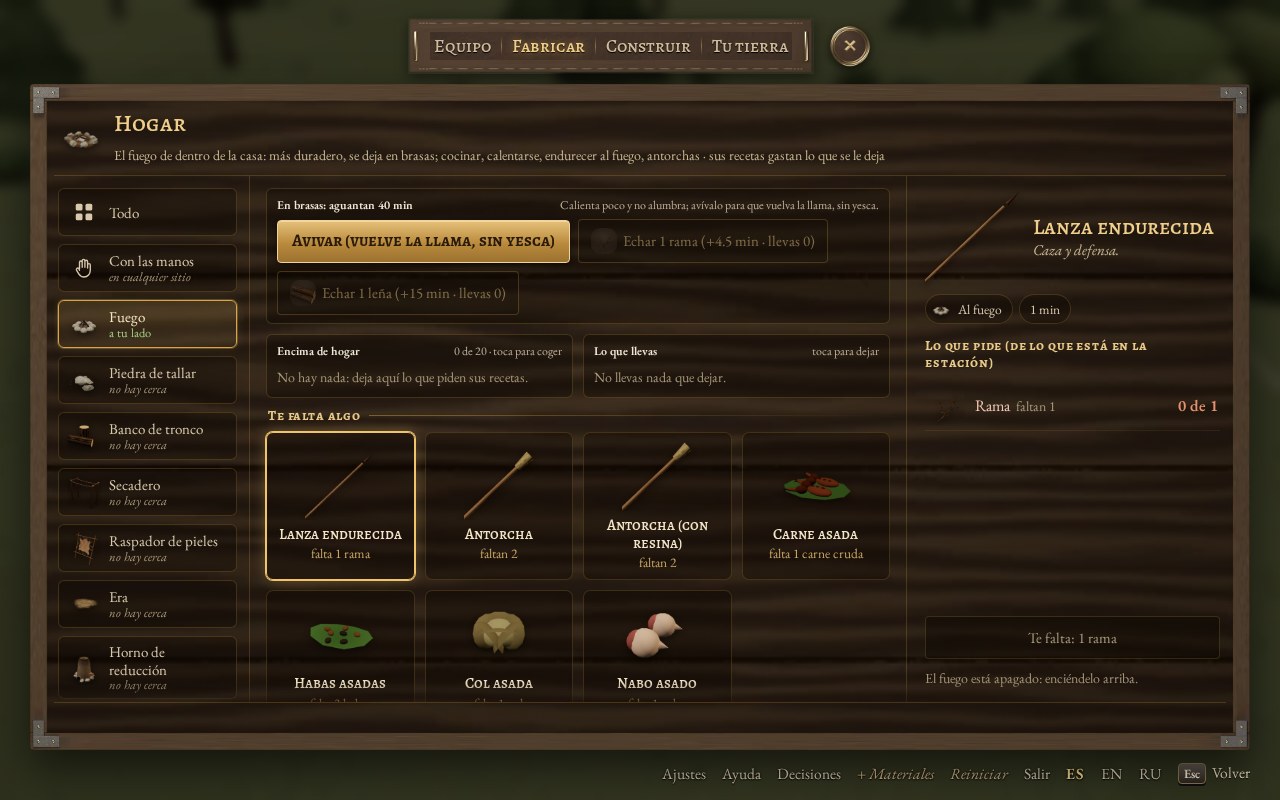 Equipo
Fabricar
Construir
Tu tierra
Hogar
El fuego de dentro de la casa: más duradero, se deja en brasas; cocinar, calentarse, endurecer al fuego, antorchas · sus recetas gastan lo que se le deja
Todo
Con las manos
en cualquier sitio
Fuego
a tu lado
Piedra de tallar
no hay cerca
Banco de tronco
no hay cerca
Secadero
no hay cerca
Raspador de pieles
no hay cerca
Era
no hay cerca
Horno de
reducción
no hay cerca
En brasas: aguantan 40 min
Calienta poco y no alumbra; avívalo para que vuelva la llama, sin yesca.
Avivar (vuelve la llama, sin yesca)
Echar 1 rama (+4.5 min · llevas 0)
Echar 1 leña (+15 min · llevas 0)
Encima de hogar
0 de 20 · toca para coger
No hay nada: deja aquí lo que piden sus recetas.
Lo que llevas
toca para dejar
No llevas nada que dejar.
Te falta algo
Lanza endurecida
falta 1 rama
Antorcha
faltan 2
Antorcha (con
resina)
faltan 2
Carne asada
falta 1 carne cruda
Habas asadas
Col asada
Nabo asado
Lanza endurecida
Caza y defensa.
Al fuego
1 min
Lo que pide (de lo que está en la
estación)
Rama faltan 1
0 de 1
Te falta: 1 rama
El fuego está apagado: enciéndelo arriba.
Ajustes
Ayuda
Decisiones
+ Materiales
Reiniciar
Salir
ES
EN
RU
Esc
Volver